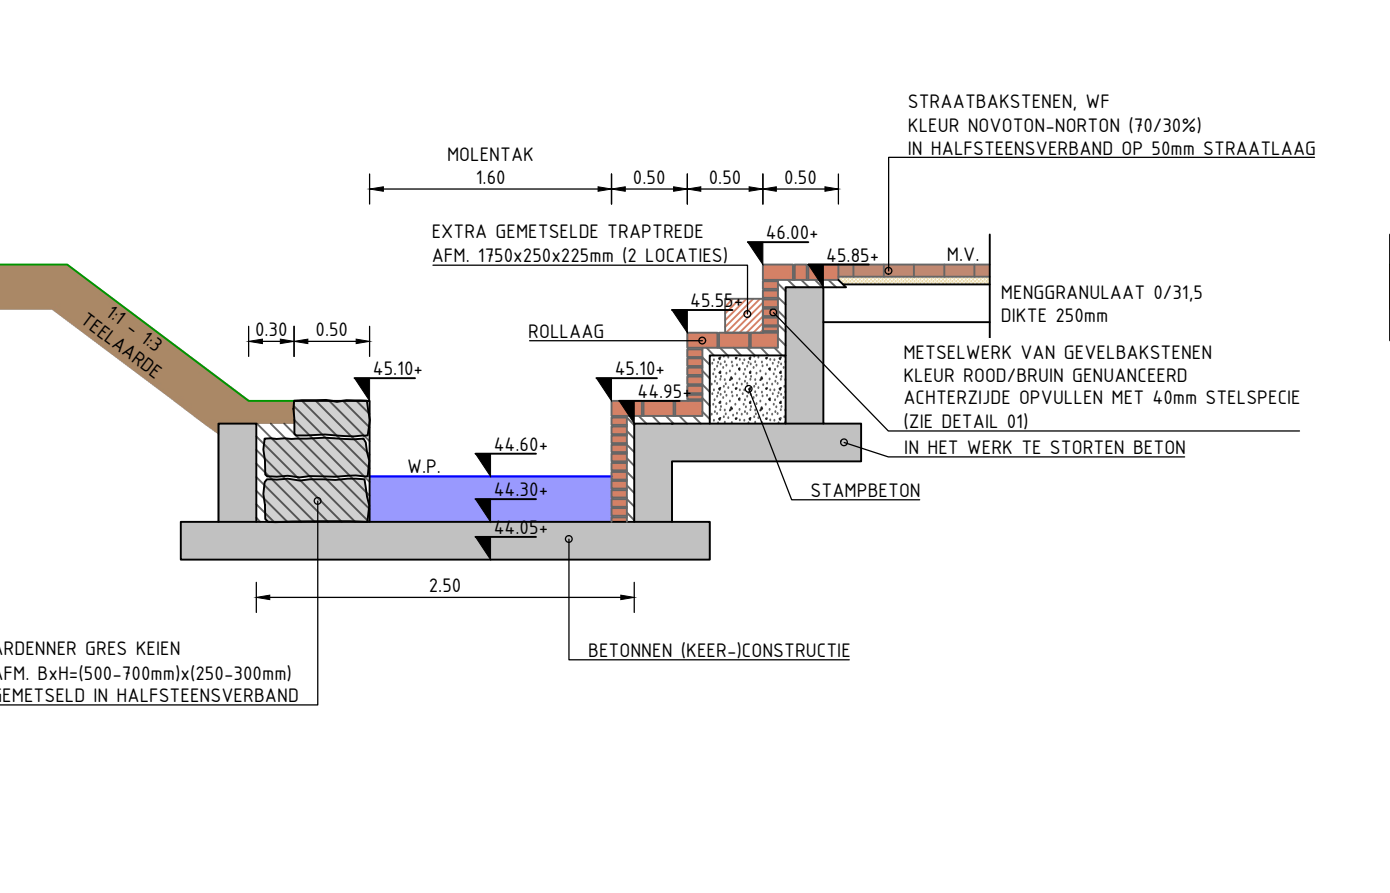 STRAATBAKSTENEN, WF
KLEUR NOVOTON-NORTON (70/30%)
IN HALFSTEENSVERBAND OP 50mm STRAATLAAG
MOLENTAK
1.60
0.50
0.50
0.50
EXTRA GEMETSELDE TRAPTREDE
AFM. 1750x250x225mm (2 LOCATIES)
46.00+
45.85+
M.V.
MENGGRANULAAT 0/31,5
DIKTE 250mm
45.55+
ROLLAAG
1:1 - 1:3
TEELAARDE
0.30
0.50
METSELWERK VAN GEVELBAKSTENEN
KLEUR ROOD/BRUIN GENUANCEERD
ACHTERZIJDE OPVULLEN MET 40mm STELSPECIE
(ZIE DETAIL 01)
45.10+
45.10+
44.95+
IN HET WERK TE STORTEN BETON
W.P.
44.60+
44.30+
STAMPBETON
44.05+
2.50
BETONNEN (KEER-)CONSTRUCTIE
ARDENNER GRES KEIEN
AFM. BxH=(500-700mm)x(250-300mm)
GEMETSELD IN HALFSTEENSVERBAND